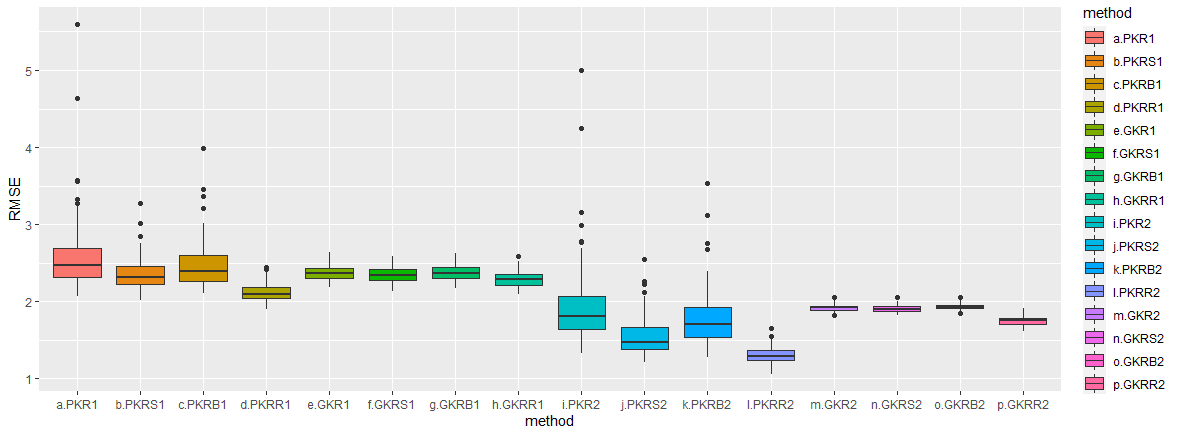 RMSE
5
4
3
2
1
a.PKR1 b.PKRS1 c.PKRB1 d.PKRR1 e.GKR1 f.GKRS1 g.GKRB1 h.GKRR1 i.PKR2 j.PKRS2 k.PKRB2 l.PKRR2 m.GKR2 n.GKRS2 o.GKRB2 p.GKRR2
method
method
a.PKR1
b.PKRS1
c.PKRB1
d.PKRR1
e.GKR1
f.GKRS1
g.GKRB1
h.GKRR1
i.PKR2
j.PKRS2
k.PKRB2
l.PKRR2
m.GKR2
n.GKRS2
o.GKRB2
p.GKRR2